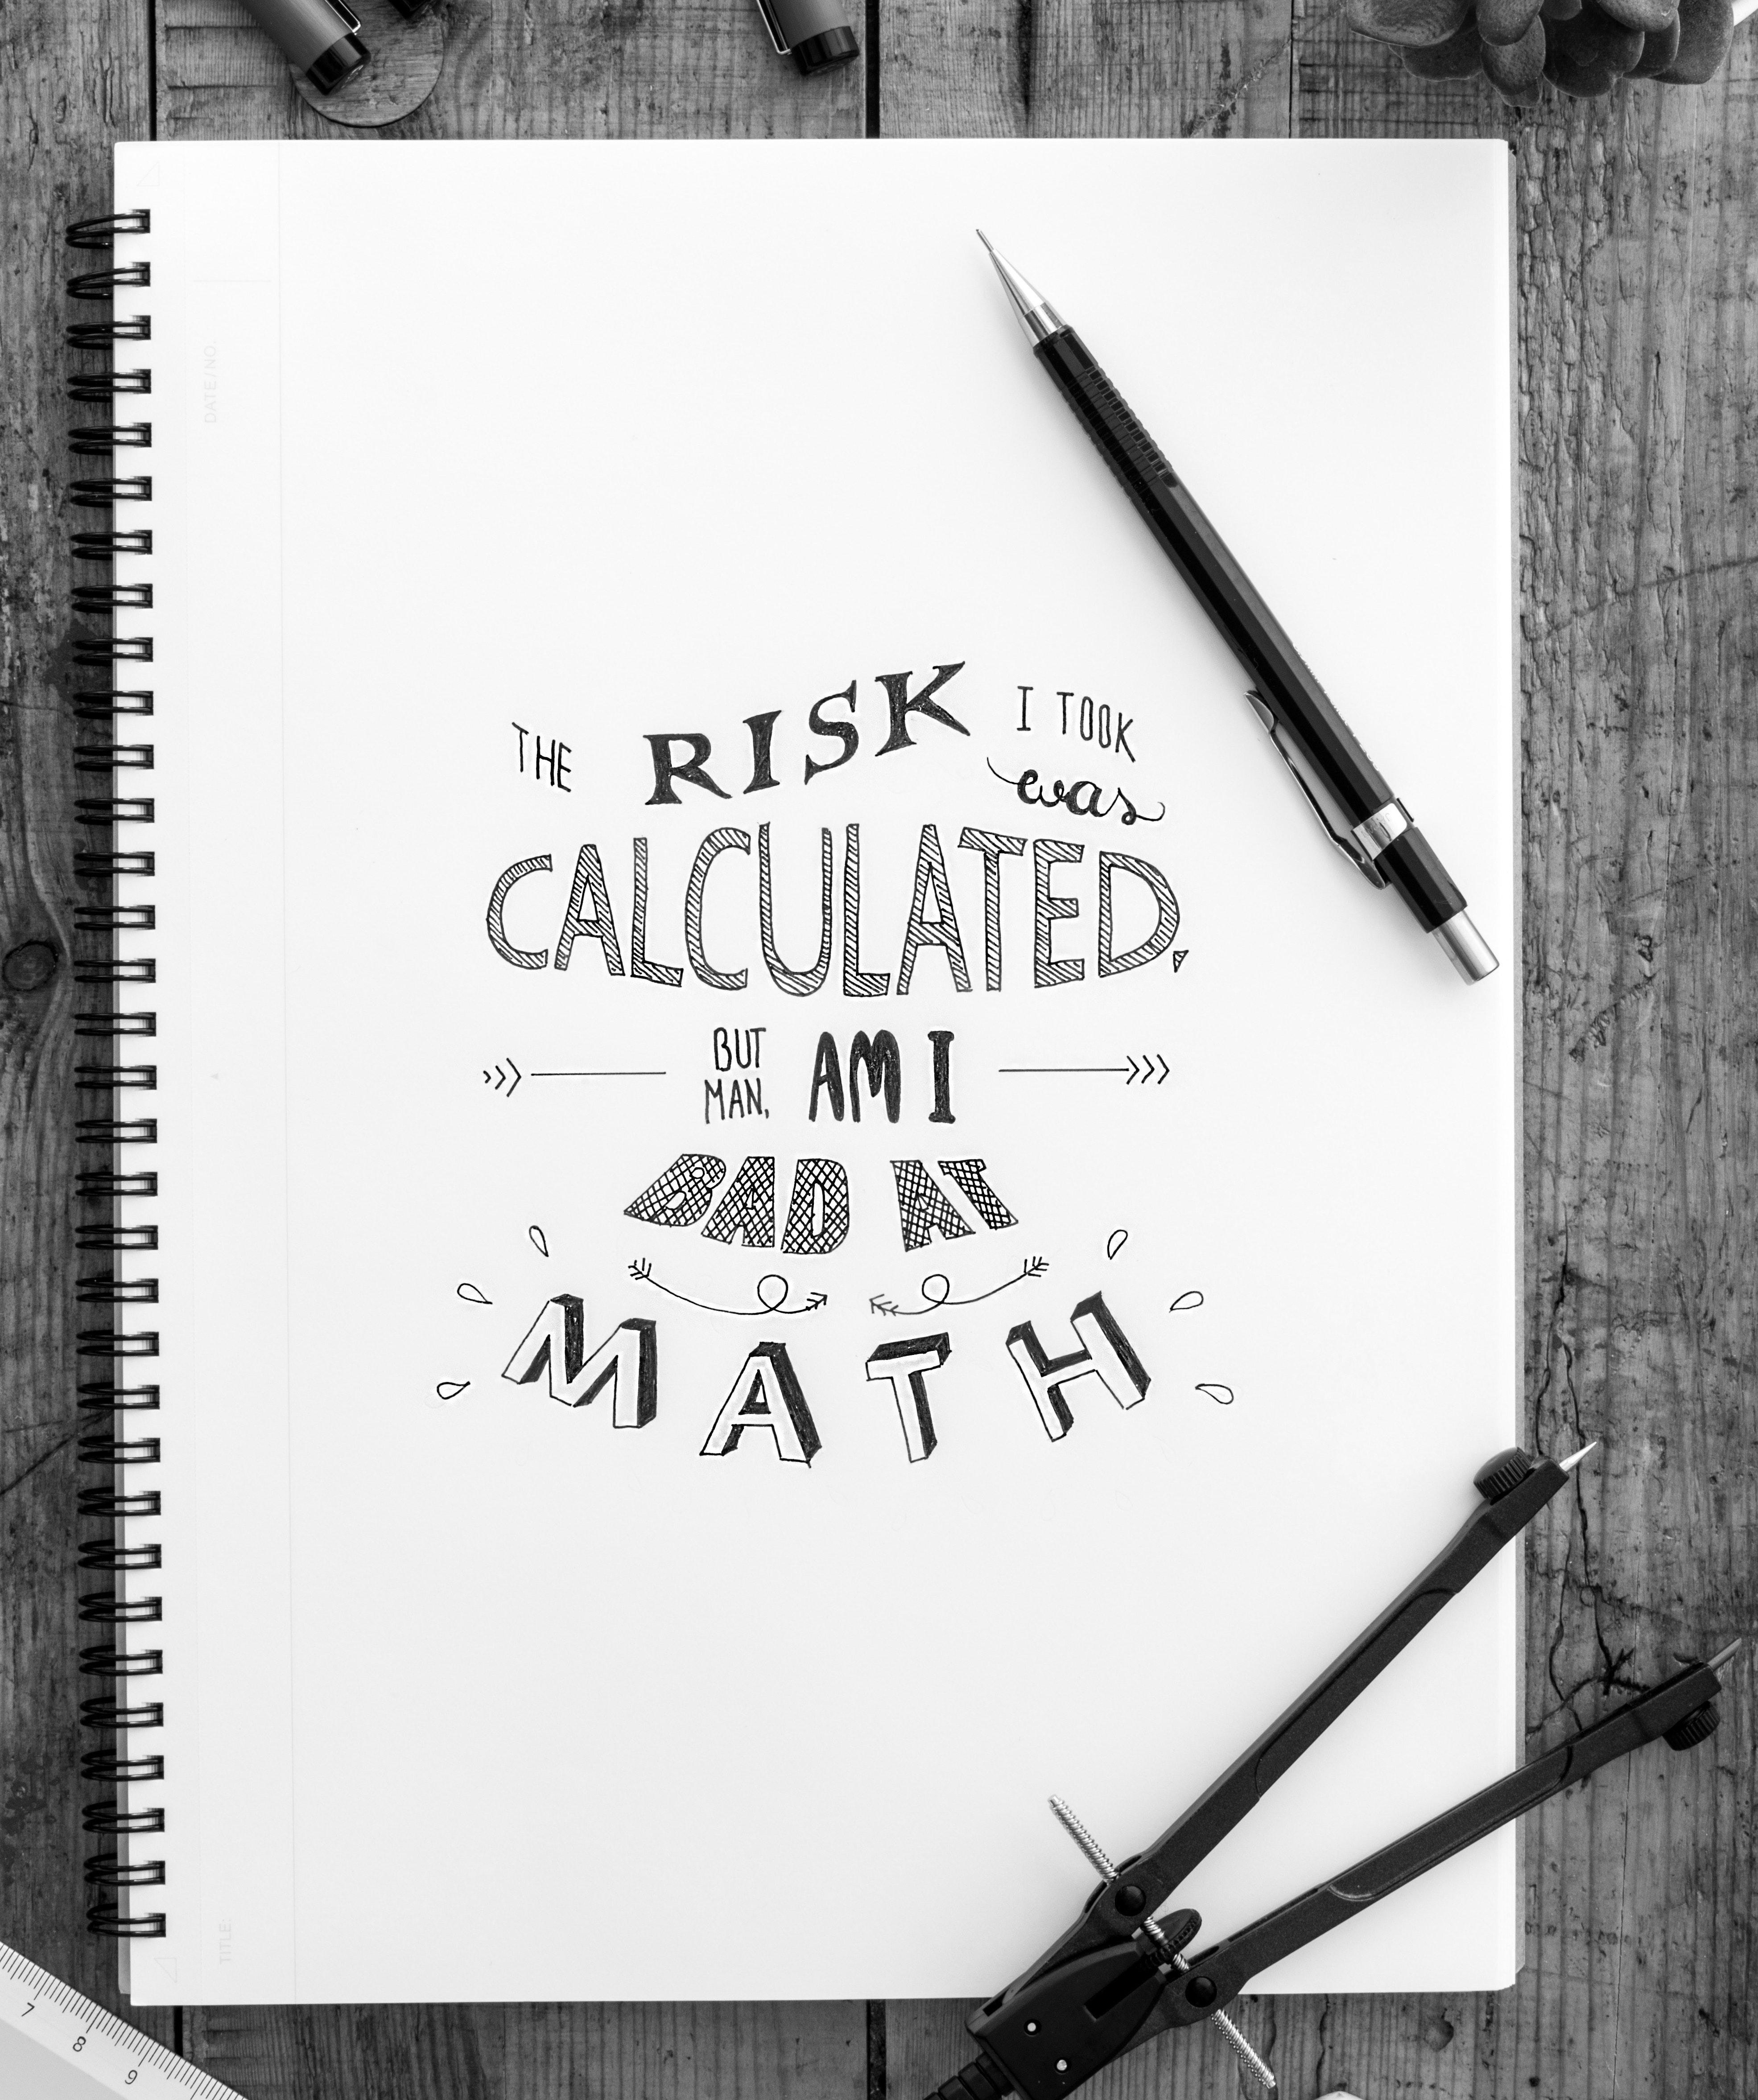 THE RISK I TOOK
was
CALCULATED,
BUT
MAN, AM I
BAD AT
MATH
DATE/NO.
TITLE:
7
8
9